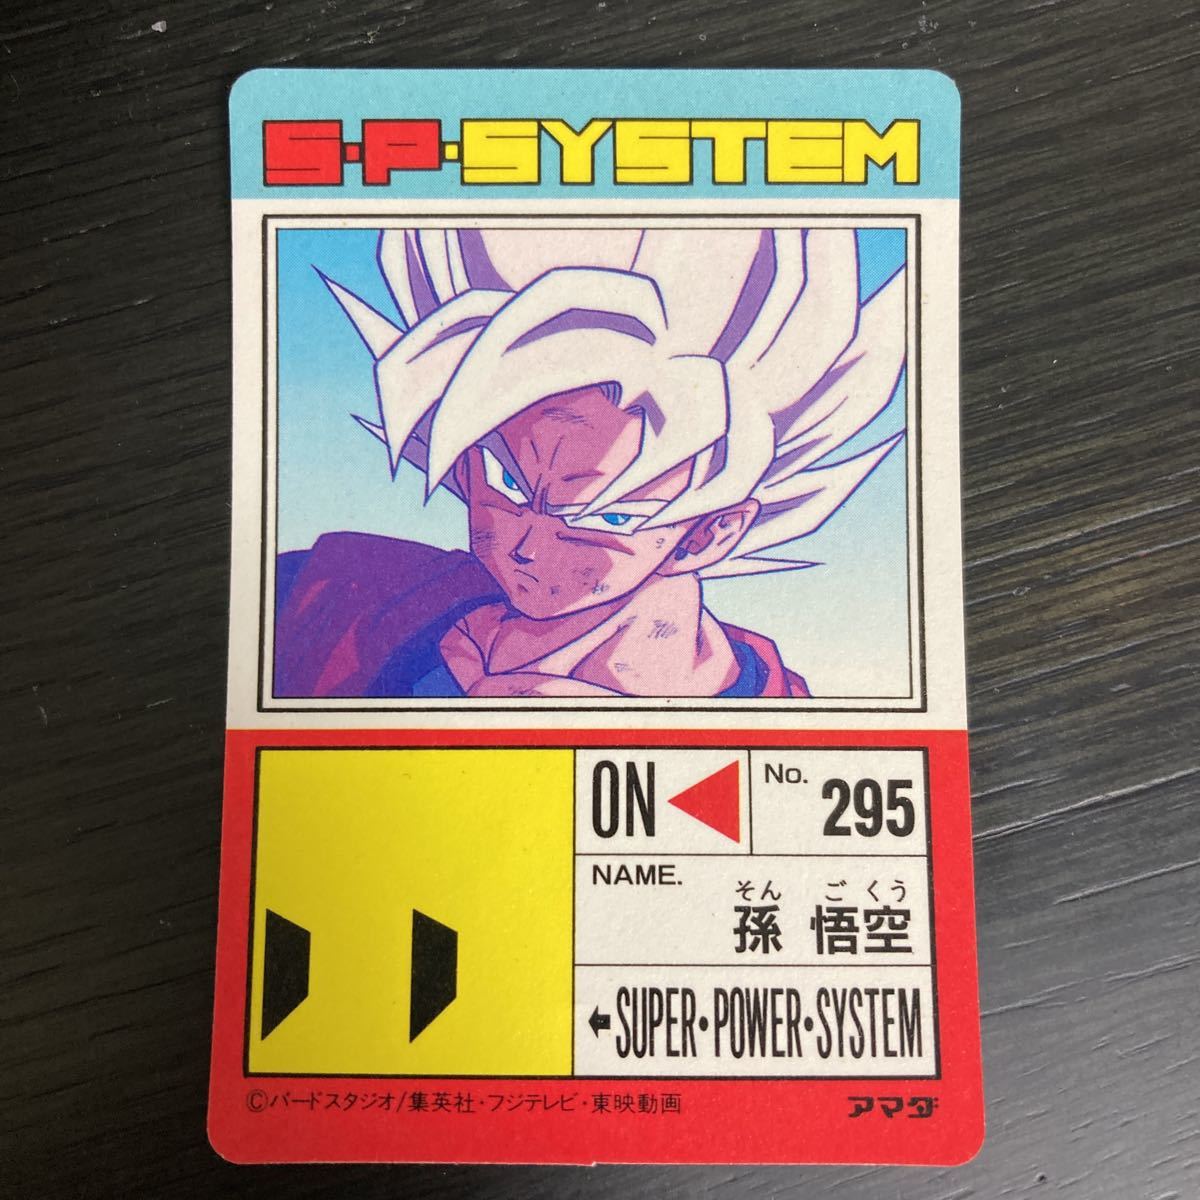 S・P・SYSTEM
ON
No. 295
NAME.
そん ご くう
孫 悟空
SUPER・POWER・SYSTEM
©バードスタジオ/集英社・フジテレビ・東映動画
アマダ